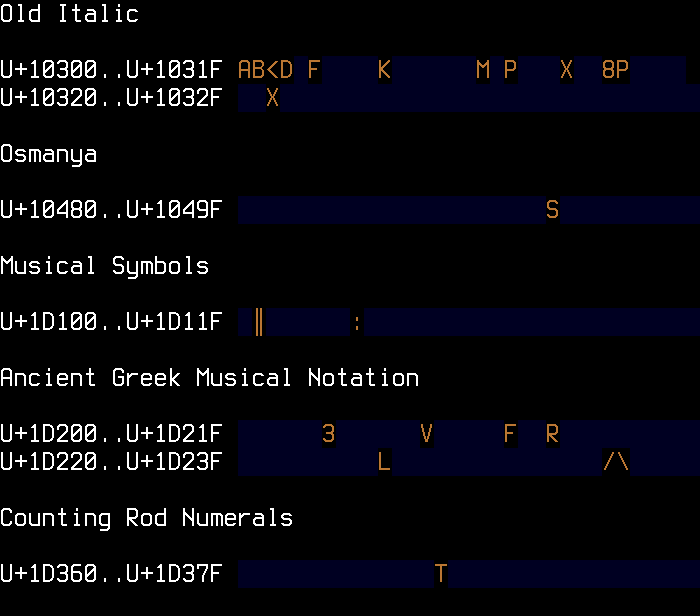 Old Italic
U+10300..U+1031F AB<D F    K      M P   X  8P
U+10320..U+1032F   X
Osmanya
U+10480..U+1049F                       S
Musical Symbols
U+1D100..U+1D11F  ║      :
Ancient Greek Musical Notation
U+1D200..U+1D21F       3      V     F  R
U+1D220..U+1D23F           L               /\
Counting Rod Numerals
U+1D360..U+1D37F               T